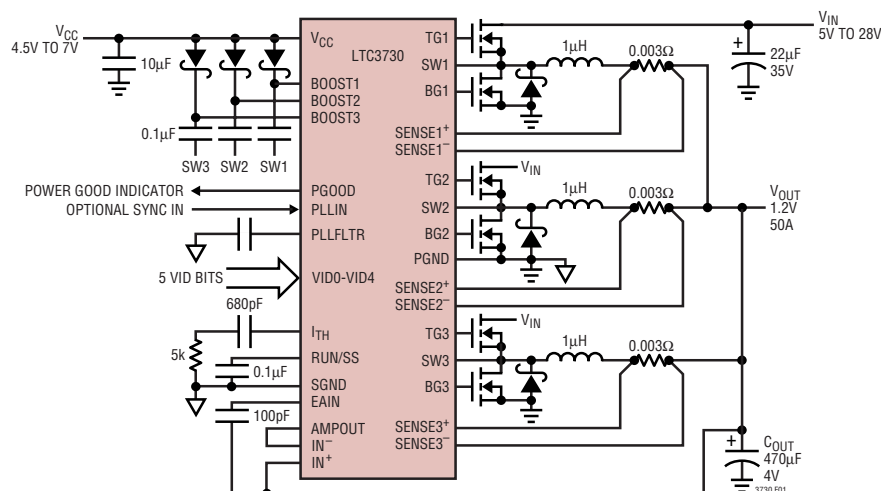 V_CC
4.5V TO 7V
10µF
0.1µF
SW3 SW2 SW1
POWER GOOD INDICATOR
OPTIONAL SYNC IN
5 VID BITS
680pF
5k
0.1µF
100pF
V_CC
LTC3730
BOOST1
BOOST2
BOOST3
PGOOD
PLLIN
PLLFLTR
VID0-VID4
I_TH
RUN/SS
SGND
EAIN
AMPOUT
IN–
IN+
TG1
SW1
BG1
SENSE1+
SENSE1–
TG2
SW2
BG2
PGND
SENSE2+
SENSE2–
TG3
SW3
BG3
SENSE3+
SENSE3–
1µH
0.003Ω
V_IN
5V TO 28V
22µF
35V
V_IN
1µH
0.003Ω
V_OUT
1.2V
50A
V_IN
1µH
0.003Ω
C_OUT
470µF
4V
3730 F01